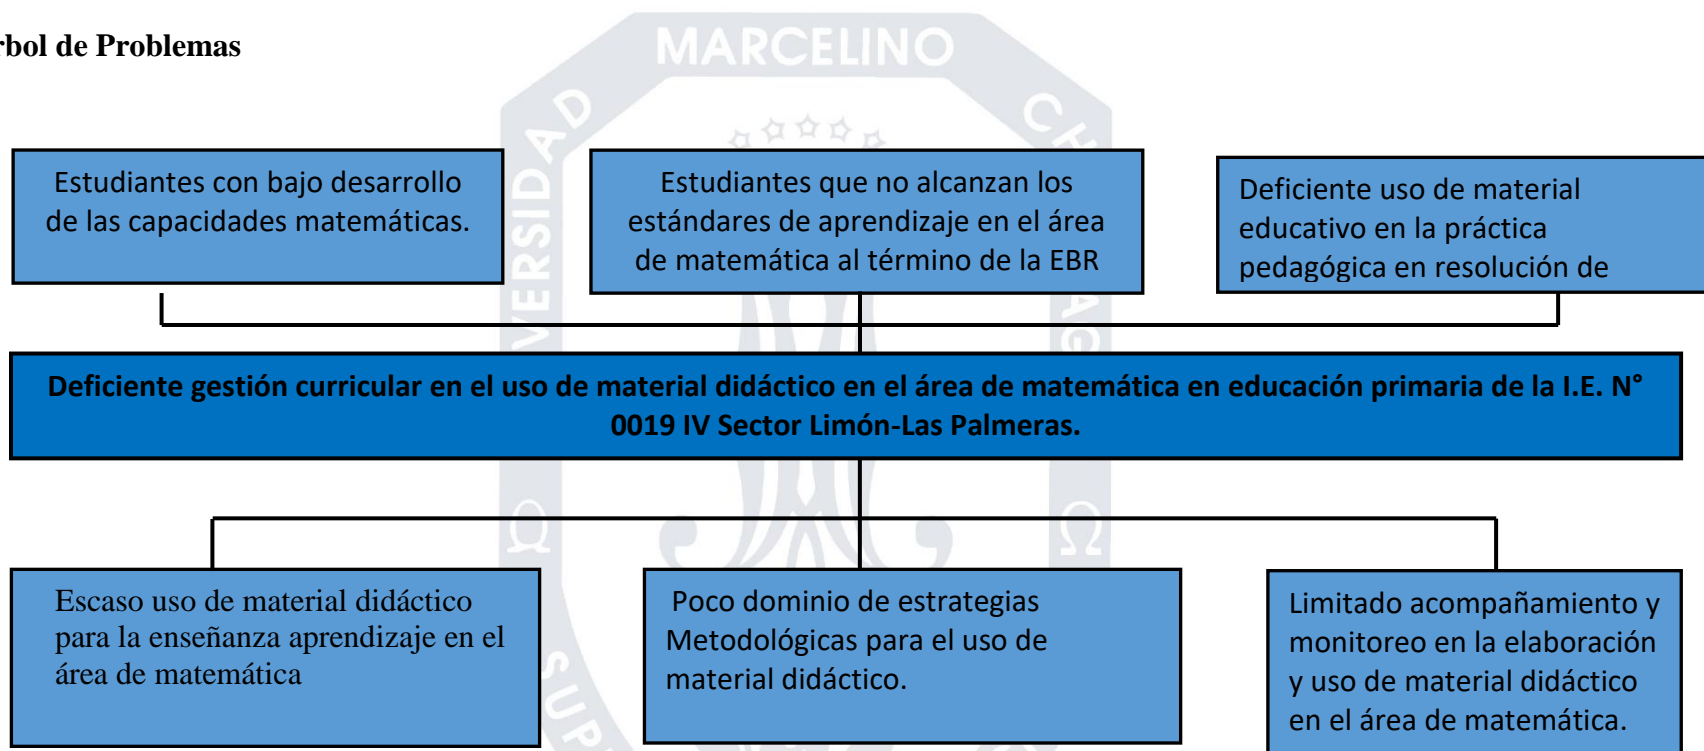 rbol de Problemas
MARCELINO
Estudiantes con bajo desarrollo
de las capacidades matemáticas.
Estudiantes que no alcanzan los
estándares de aprendizaje en el área
de matemática al término de la EBR
Deficiente uso de material
educativo en la práctica
pedagógica en resolución de
Deficiente gestión curricular en el uso de material didáctico en el área de matemática en educación primaria de la I.E. N°
0019 IV Sector Limón-Las Palmeras.
Escaso uso de material didáctico
para la enseñanza aprendizaje en el
área de matemática
Poco dominio de estrategias
Metodológicas para el uso de
material didáctico.
Limitado acompañamiento y
monitoreo en la elaboración
y uso de material didáctico
en el área de matemática.